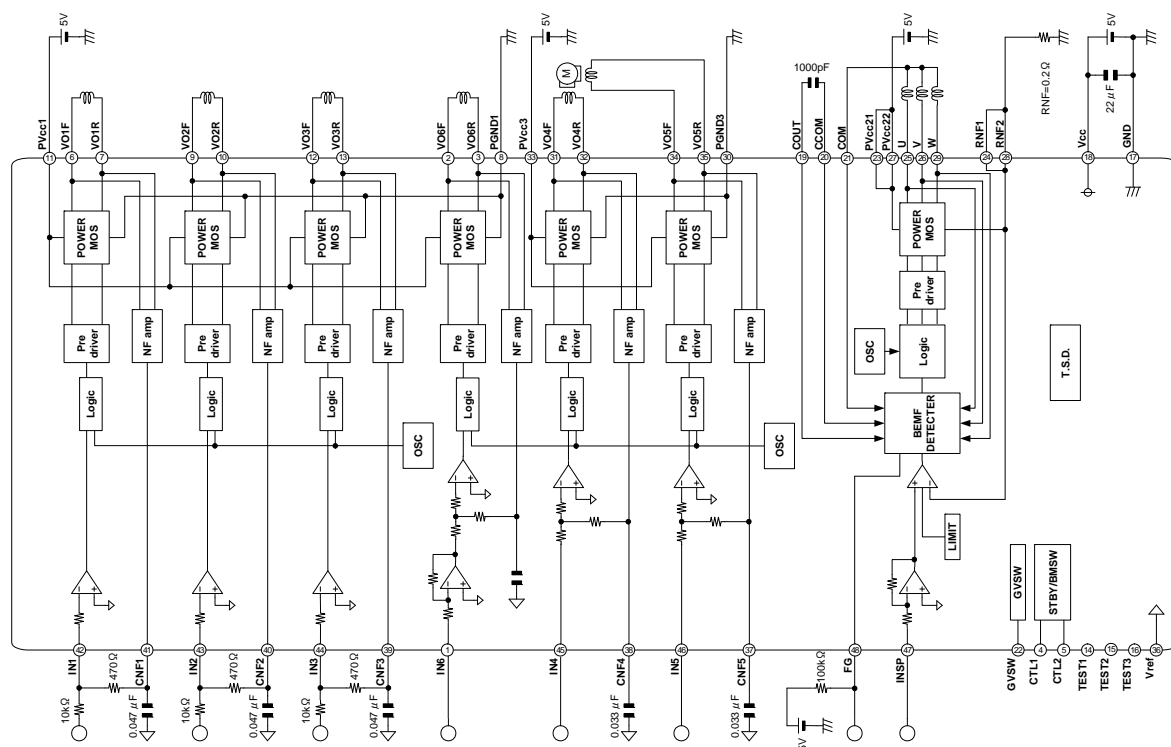 5V
5V
5V
5V
M
1000pF
RNF=0.2Ω
22μF
PVcc1
VO1F
VO1R
VO2F
VO2R
VO3F
VO3R
VO6F
VO6R
PGND1
PVcc3
VO4F
VO4R
VO5F
VO5R
PGND3
COUT
CCOM
COM
PVcc21
PVcc22
U
V
W
RNF1
RNF2
Vcc
GND
11
6
7
9
10
12
13
2
3
8
33
31
32
34
35
30
19
20
21
23
27
25
26
29
24
28
18
17
POWER MOS
POWER MOS
POWER MOS
POWER MOS
POWER MOS
POWER MOS
POWER MOS
Pre driver
NF amp
Pre driver
NF amp
Pre driver
NF amp
Pre driver
NF amp
Pre driver
NF amp
Pre driver
NF amp
Pre driver
Logic
Logic
Logic
Logic
Logic
Logic
OSC
Logic
T.S.D.
OSC
OSC
BEMF DETECTER
LIMIT
GVSW
STBY/BMSW
42
41
43
40
44
39
1
45
38
46
37
48
47
22
4
5
14
15
16
36
IN1
CNF1
IN2
CNF2
IN3
CNF3
IN6
IN4
CNF4
IN5
CNF5
FG
INSP
GVSW
CTL1
CTL2
TEST1
TEST2
TEST3
Vref
470Ω
470Ω
470Ω
100kΩ
10kΩ
0.047 μF
10kΩ
0.047 μF
10kΩ
0.047 μF
0.033 μF
0.033 μF
5V